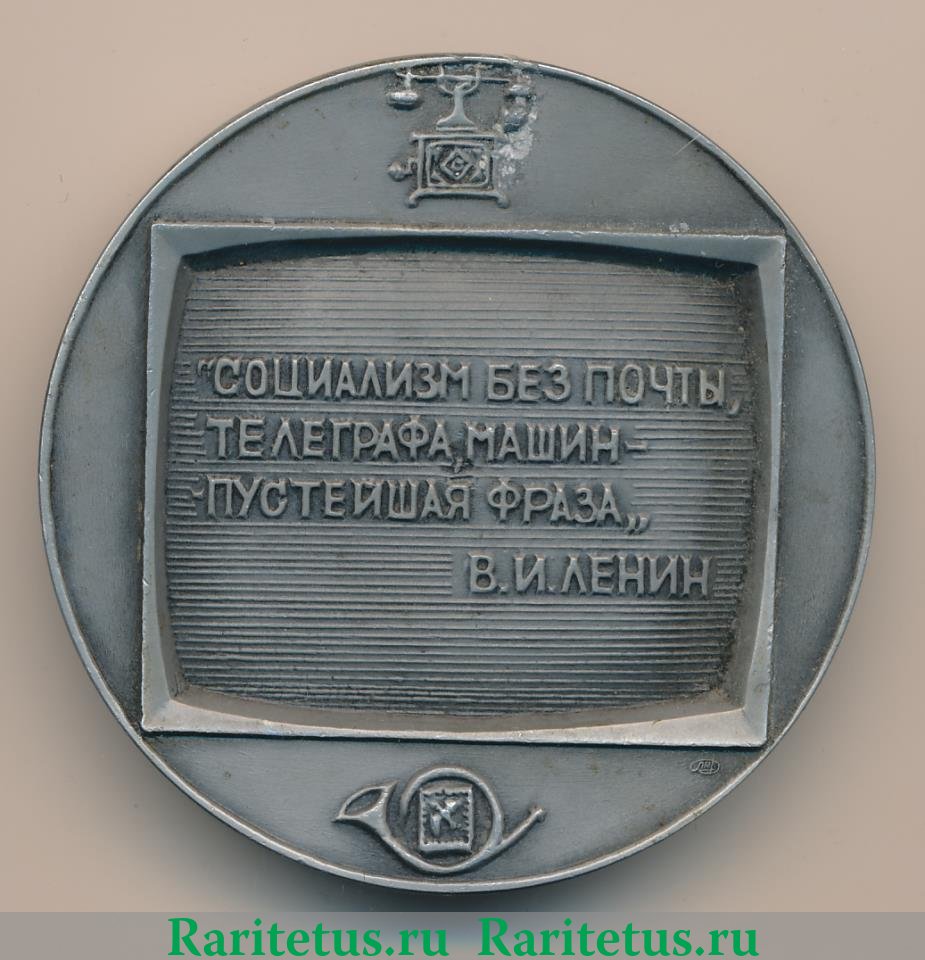 "СОЦИАЛИЗМ БЕЗ ПОЧТЫ,
ТЕЛЕГРАФА, МАШИН –
ПУСТЕЙШАЯ ФРАЗА„
В.И.ЛЕНИН
Raritetus.ru Raritetus.ru